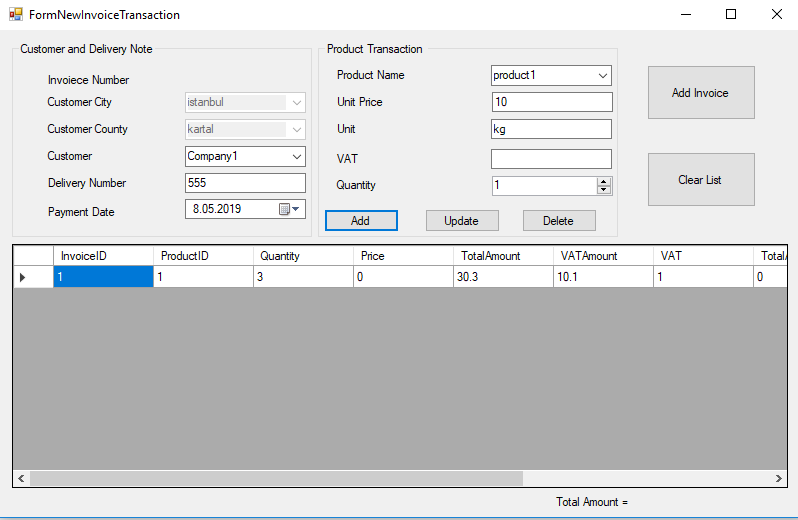 FormNewInvoiceTransaction
Customer and Delivery Note
Invoiece Number
Customer City istanbul
Customer County kartal
Customer Company1
Delivery Number 555
Payment Date 8.05.2019
Product Transaction
Product Name product1
Unit Price 10
Unit kg
VAT
Quantity 1
Add Update Delete
Add Invoice
Clear List
InvoiceID ProductID Quantity Price TotalAmount VATAmount VAT Total
1 1 3 0 30.3 10.1 1 0
Total Amount =